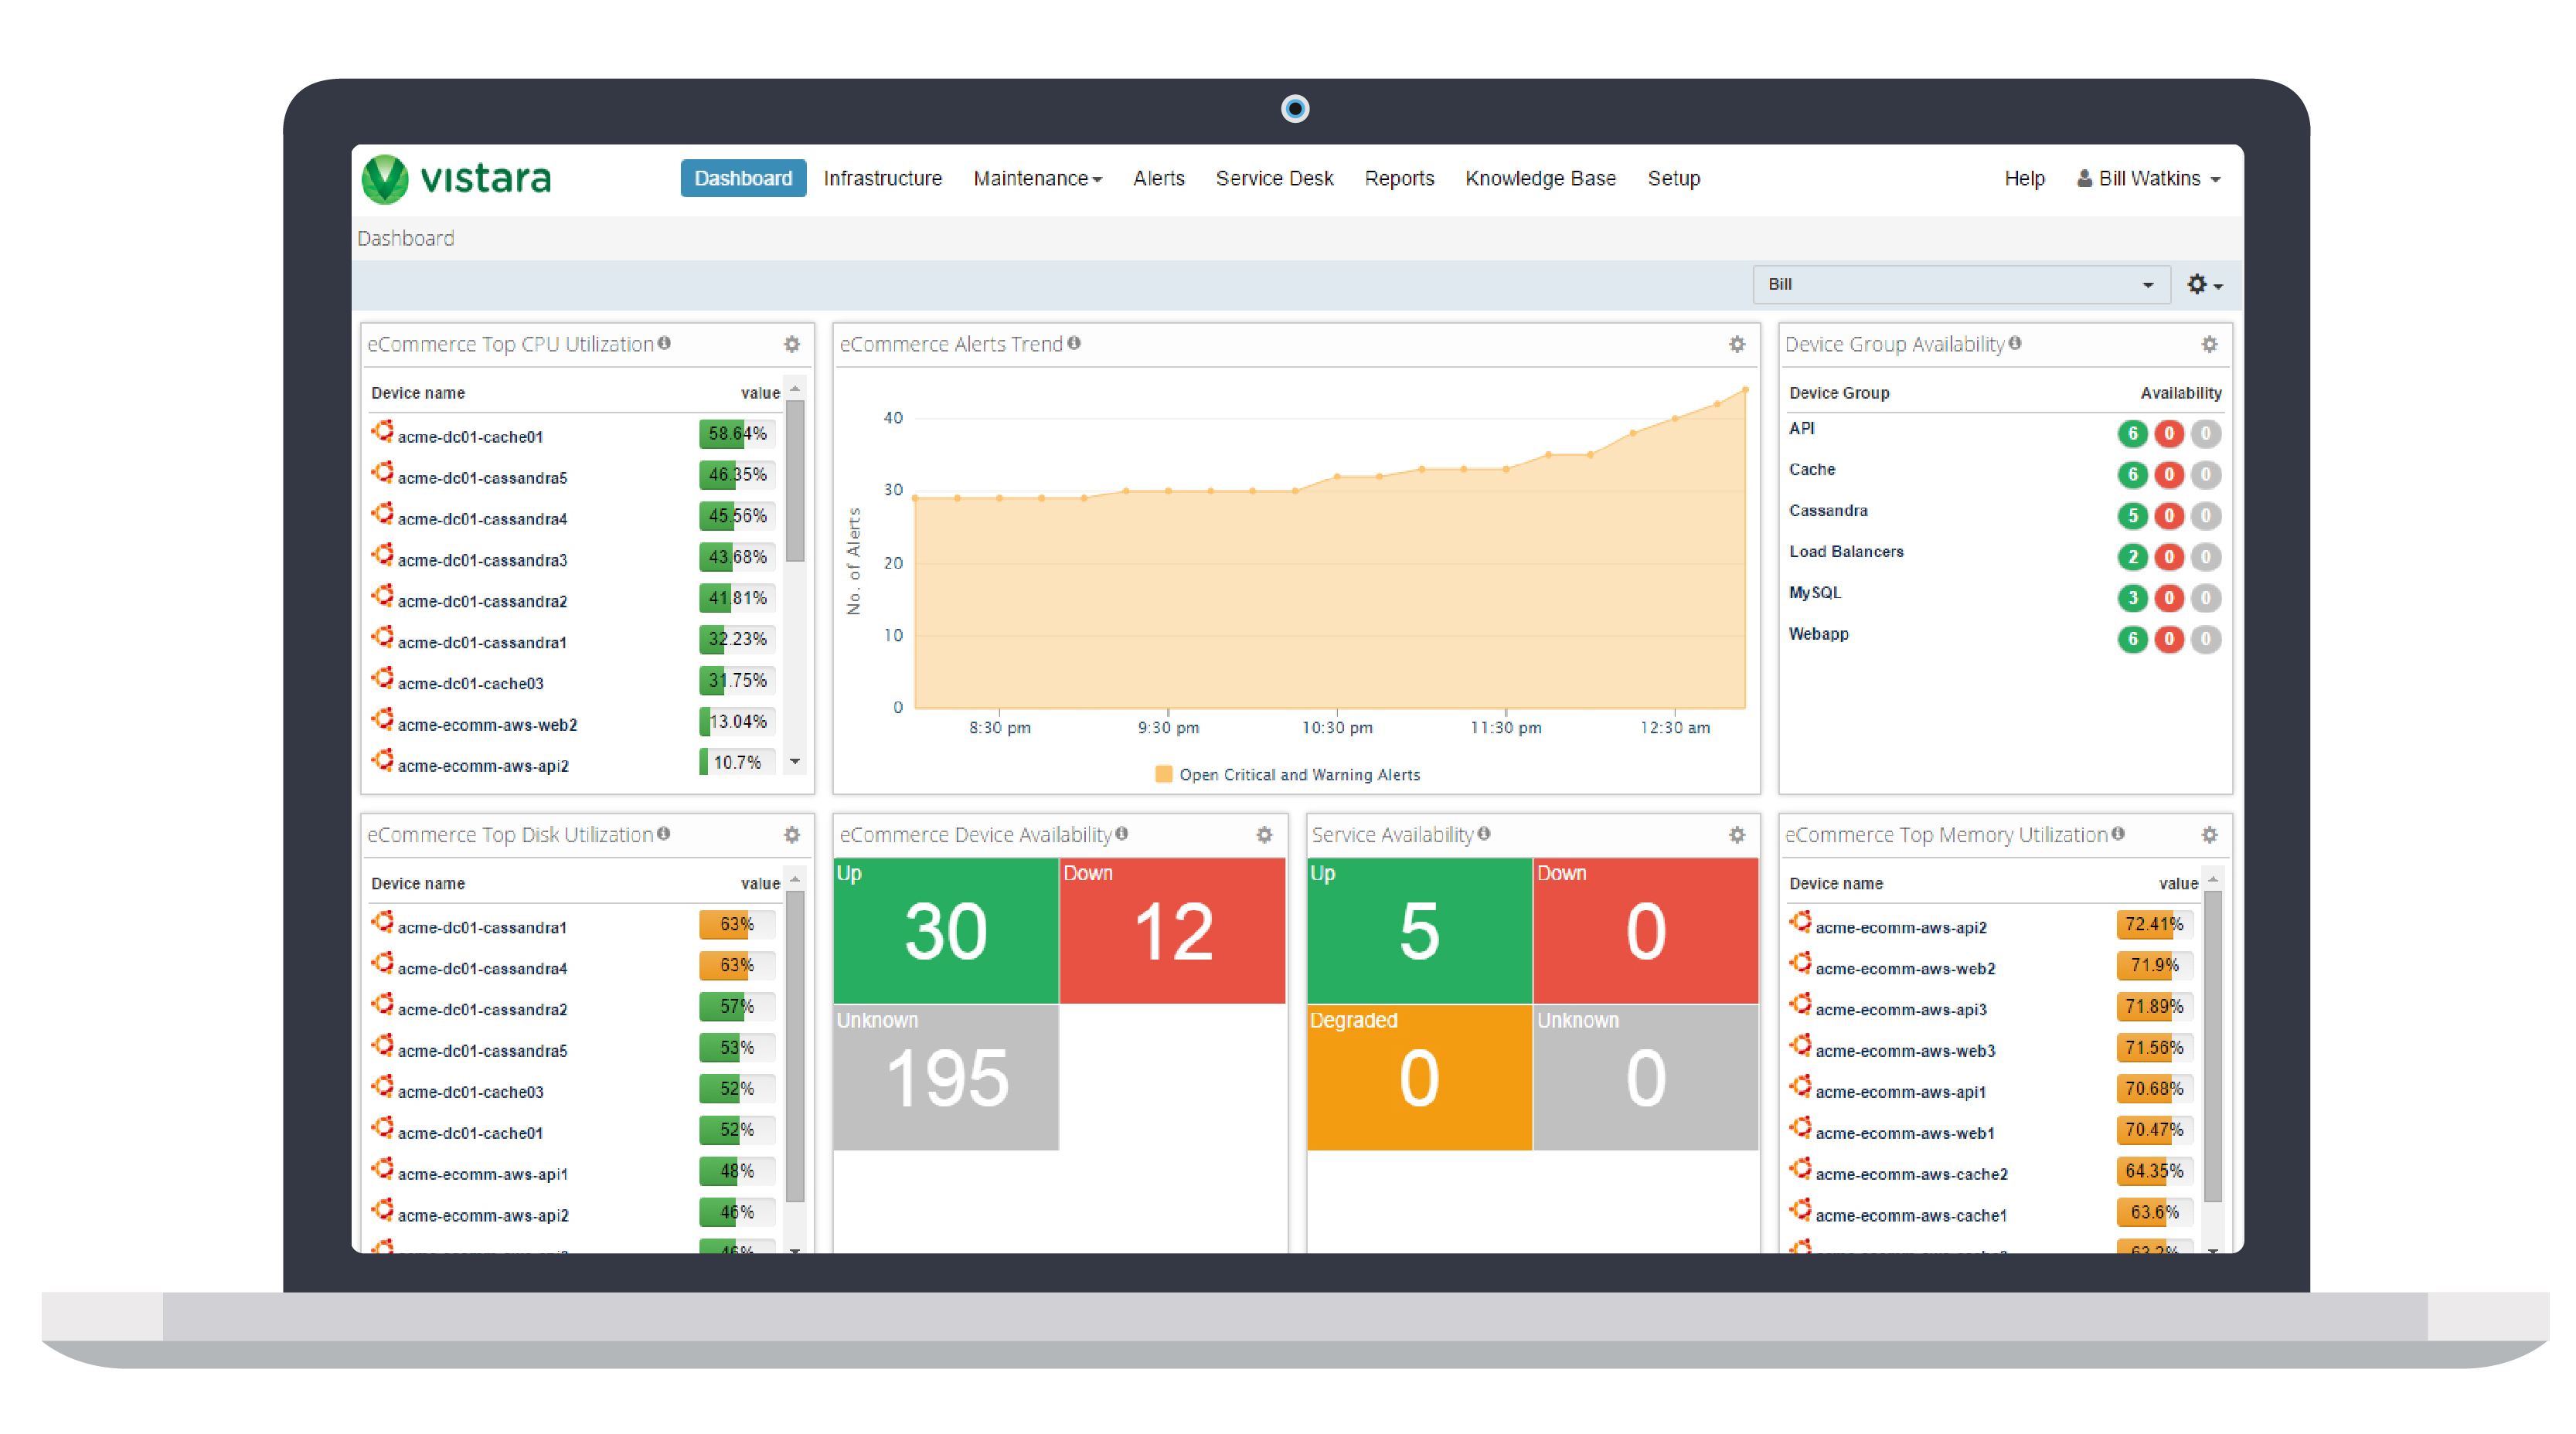 vistara
Dashboard Infrastructure Maintenance Alerts Service Desk Reports Knowledge Base Setup Help Bill Watkins
Dashboard
Bill
eCommerce Top CPU Utilization
Device name value
acme-dc01-cache01 58.64%
acme-dc01-cassandra5 46.35%
acme-dc01-cassandra4 45.56%
acme-dc01-cassandra3 43.68%
acme-dc01-cassandra2 41.81%
acme-dc01-cassandra1 32.23%
acme-dc01-cache03 31.75%
acme-ecomm-aws-web2 13.04%
acme-ecomm-aws-api2 10.7%
eCommerce Alerts Trend
No. of Alerts
40
30
20
10
0
8:30 pm 9:30 pm 10:30 pm 11:30 pm 12:30 am
Open Critical and Warning Alerts
Device Group Availability
Device Group Availability
API 6 0 0
Cache 6 0 0
Cassandra 5 0 0
Load Balancers 2 0 0
MySQL 3 0 0
Webapp 6 0 0
eCommerce Top Disk Utilization
Device name value
acme-dc01-cassandra1 63%
acme-dc01-cassandra4 63%
acme-dc01-cassandra2 57%
acme-dc01-cassandra5 53%
acme-dc01-cache03 52%
acme-dc01-cache01 52%
acme-ecomm-aws-api1 48%
acme-ecomm-aws-api2 46%
46%
eCommerce Device Availability
Up Down
30 12
Unknown
195
Service Availability
Up Down
5 0
Degraded Unknown
0 0
eCommerce Top Memory Utilization
Device name value
acme-ecomm-aws-api2 72.41%
acme-ecomm-aws-web2 71.9%
acme-ecomm-aws-api3 71.89%
acme-ecomm-aws-web3 71.56%
acme-ecomm-aws-api1 70.68%
acme-ecomm-aws-web1 70.47%
acme-ecomm-aws-cache2 64.35%
acme-ecomm-aws-cache1 63.6%
63.2%